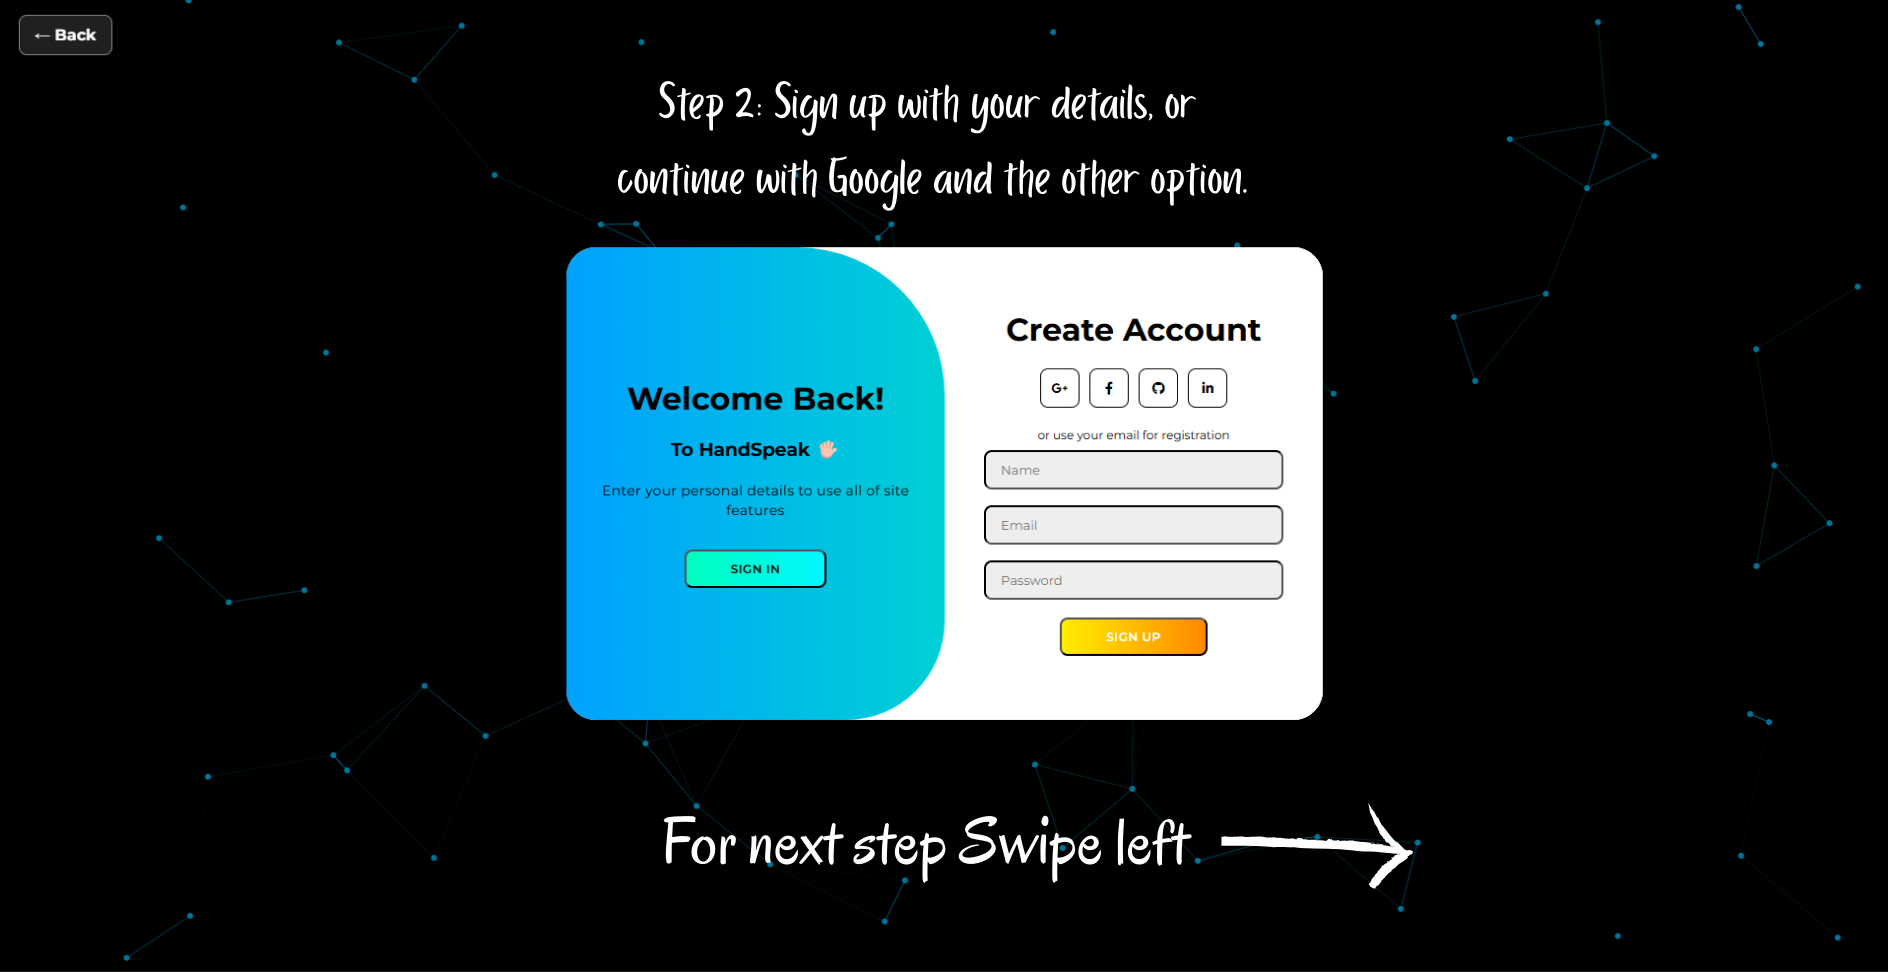 ← Back
Step 2: Sign up with your details, or
continue with Google and the other option.
Welcome Back!
To HandSpeak 🖐🏻
Enter your personal details to use all of site
features
SIGN IN
Create Account
G+ f in
or use your email for registration
Name
Email
Password
SIGN UP
For next step Swipe left